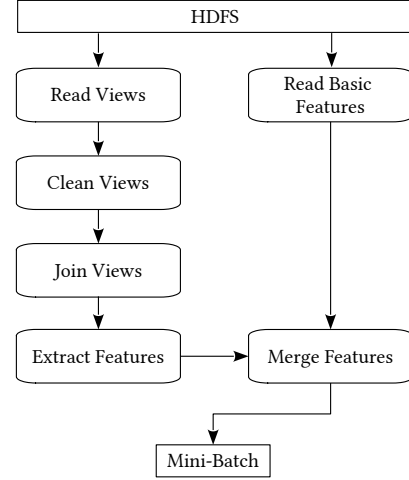 HDFS
Read Views
Read Basic
Features
Clean Views
Join Views
Extract Features
Merge Features
Mini-Batch